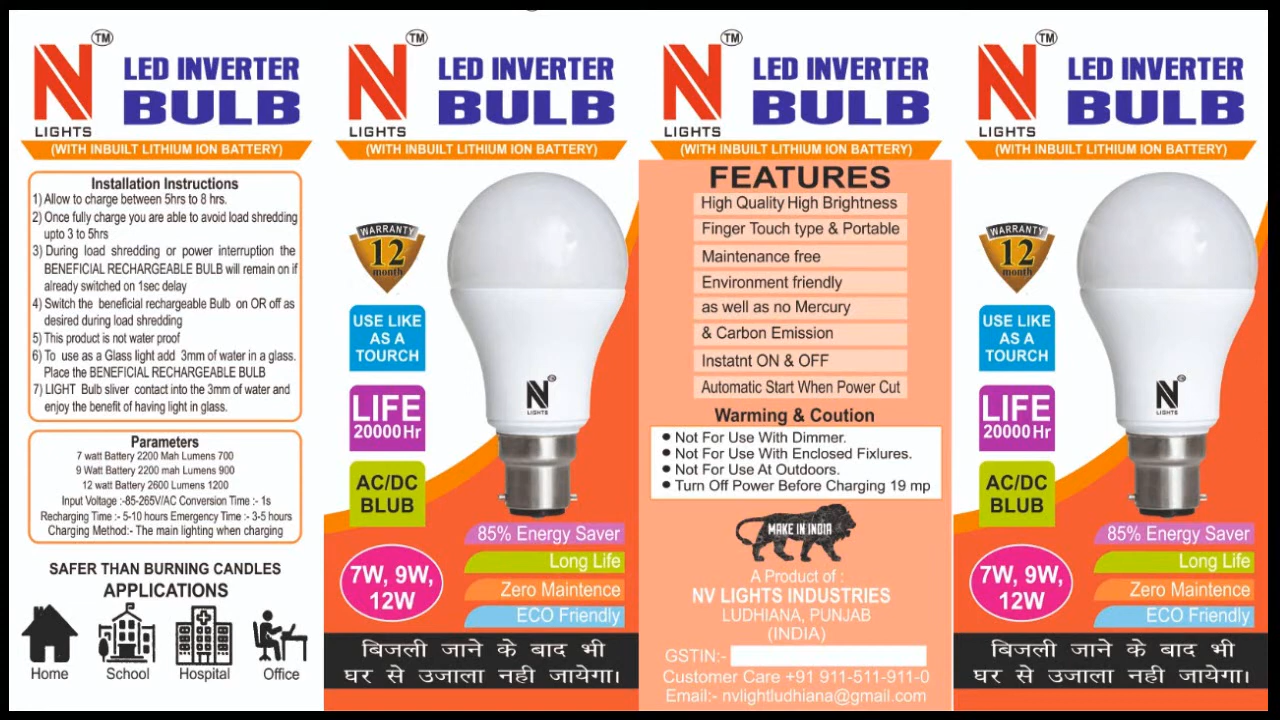 N TM
LIGHTS
LED INVERTER
BULB
(WITH INBUILT LITHIUM ION BATTERY)
Installation Instructions
1) Allow to charge between 5hrs to 8 hrs.
2) Once fully charge you are able to avoid load shredding
upto 3 to 5hrs
3) During load shredding or power interruption the
BENEFICIAL RECHARGEABLE BULB will remain on if
already switched on 1sec delay
4) Switch the beneficial rechargeable Bulb on OR off as
desired during load shredding
5) This product is not water proof
6) To use as a Glass light add 3mm of water in a glass.
Place the BENEFICIAL RECHARGEABLE BULB
7) LIGHT Bulb sliver contact into the 3mm of water and
enjoy the benefit of having light in glass.
Parameters
7 watt Battery 2200 Mah Lumens 700
9 Watt Battery 2200 mah Lumens 900
12 watt Battery 2600 Lumens 1200
Input Voltage :-85-265V/AC Conversion Time :- 1s
Recharging Time :- 5-10 hours Emergency Time :- 3-5 hours
Charging Method:- The main lighting when charging
SAFER THAN BURNING CANDLES
APPLICATIONS
Home School Hospital Office
N TM
LIGHTS
LED INVERTER
BULB
(WITH INBUILT LITHIUM ION BATTERY)
WARRANTY
12
month
USE LIKE
AS A
TOURCH
LIFE
20000Hr
AC/DC
BLUB
N TM
LIGHTS
85% Energy Saver
Long Life
Zero Maintence
ECO Friendly
7W, 9W,
12W
बिजली जाने के बाद भी
घर से उजाला नही जायेगा।
N TM
LIGHTS
LED INVERTER
BULB
(WITH INBUILT LITHIUM ION BATTERY)
FEATURES
High Quality High Brightness
Finger Touch type & Portable
Maintenance free
Environment friendly
as well as no Mercury
& Carbon Emission
Instatnt ON & OFF
Automatic Start When Power Cut
Warming & Coution
• Not For Use With Dimmer.
• Not For Use With Enclosed Fixlures.
• Not For Use At Outdoors.
• Turn Off Power Before Charging 19 mp
MAKE IN INDIA
A Product of :
NV LIGHTS INDUSTRIES
LUDHIANA, PUNJAB
(INDIA)
GSTIN:-
Customer Care +91 911-511-911-0
Email:- nvlightludhiana@gmail.com
N TM
LIGHTS
LED INVERTER
BULB
(WITH INBUILT LITHIUM ION BATTERY)
WARRANTY
12
month
USE LIKE
AS A
TOURCH
LIFE
20000Hr
AC/DC
BLUB
N TM
LIGHTS
85% Energy Saver
Long Life
Zero Maintence
ECO Friendly
7W, 9W,
12W
बिजली जाने के बाद भी
घर से उजाला नही जायेगा।